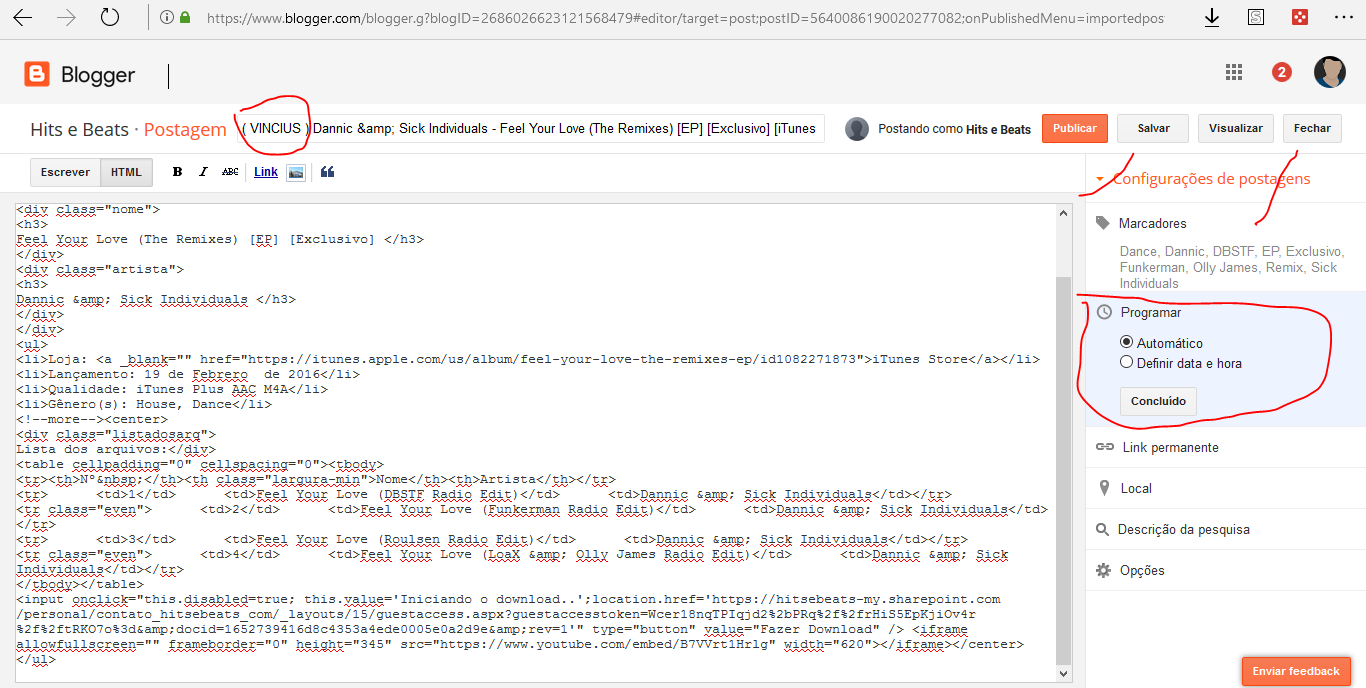 https://www.blogger.com/blogger.g?blogID=2686026623121568479#editor/target=post;postID=5640086190020277082;onPublishedMenu=importedpos
S
Blogger
2
Hits e Beats · Postagem
( VINCIUS ) Dannic &amp; Sick Individuals - Feel Your Love (The Remixes) [EP] [Exclusivo] [iTunes
Postando como Hits e Beats
Publicar
Salvar
Visualizar
Fechar
Escrever
HTML
B
I
ABC
Link
<div class="nome">
<h3>
Feel Your Love (The Remixes) [EP] [Exclusivo] </h3>
</div>
<div class="artista">
<h3>
Dannic &amp; Sick Individuals </h3>
</div>
</div>
<ul>
<li>Loja: <a _blank="" href="https://itunes.apple.com/us/album/feel-your-love-the-remixes-ep/id1082271873">iTunes Store</a></li>
<li>Lançamento: 19 de Febrero  de 2016</li>
<li>Qualidade: iTunes Plus AAC M4A</li>
<li>Gênero(s): House, Dance</li>
<!--more--><center>
<div class="listadosarq">
Lista dos arquivos:</div>
<table cellpadding="0" cellspacing="0"><tbody>
<tr><th>Nº&nbsp;</th><th class="largura-min">Nome</th><th>Artista</th></tr>
<tr>      <td>1</td>      <td>Feel Your Love (DBSTF Radio Edit)</td>      <td>Dannic &amp; Sick Individuals</td></tr>
<tr class="even">      <td>2</td>      <td>Feel Your Love (Funkerman Radio Edit)</td>      <td>Dannic &amp; Sick Individuals</td>
</tr>
<tr>      <td>3</td>      <td>Feel Your Love (Roulsen Radio Edit)</td>      <td>Dannic &amp; Sick Individuals</td></tr>
<tr class="even">      <td>4</td>      <td>Feel Your Love (LoaX &amp; Olly James Radio Edit)</td>      <td>Dannic &amp; Sick
Individuals</td></tr>
</tbody></table>
<input onclick="this.disabled=true; this.value='Iniciando o download..';location.href='https://hitsebeats-my.sharepoint.com
/personal/contato_hitsebeats_com/_layouts/15/guestaccess.aspx?guestaccesstoken=Wcer18nqTPIqjd2%2bPRq%2f%2frHiS5EpKjiOv4r
%2f%2ftRKO7o%3d&amp;docid=1652739416d8c4353a4ede0005e0a2d9e&amp;rev=1'" type="button" value="Fazer Download" /> <iframe
allowfullscreen="" frameborder="0" height="345" src="https://www.youtube.com/embed/B7VVrt1Hrlg" width="620"></iframe></center>
</ul>
Configurações de postagens
Marcadores
Dance, Dannic, DBSTF, EP, Exclusivo,
Funkerman, Olly James, Remix, Sick
Individuals
Programar
Automático
Definir data e hora
Concluído
Link permanente
Local
Descrição da pesquisa
Opções
Enviar feedback